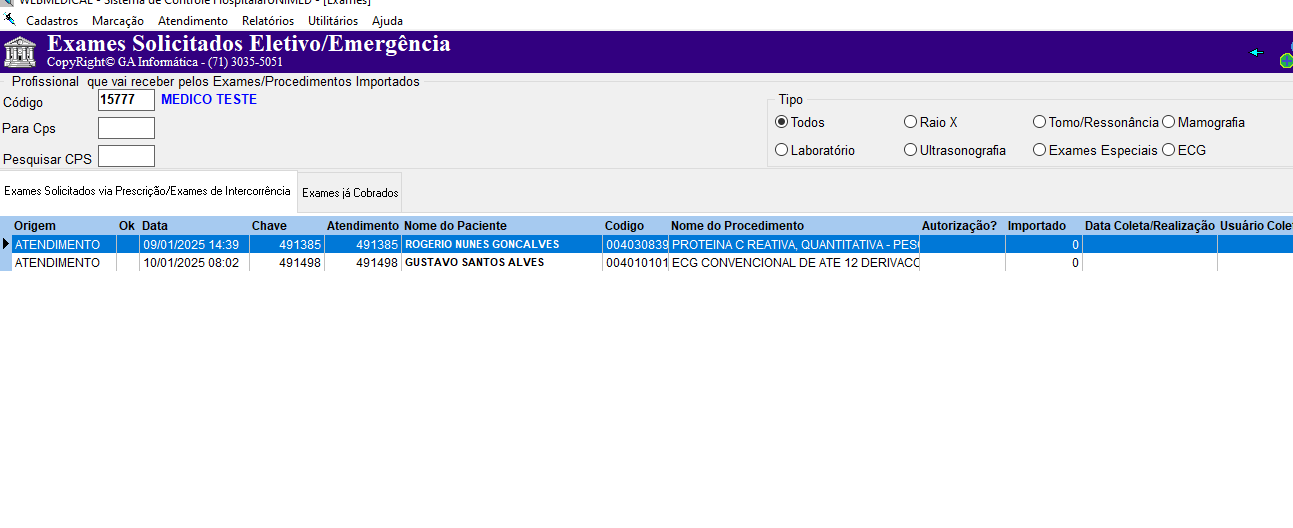 WEBMEDICAL - Sistema de Controle Hospitalar/UNIMED - [Exames]
Cadastros Marcação Atendimento Relatórios Utilitários Ajuda
Exames Solicitados Eletivo/Emergência
CopyRight© GA Informática - (71) 3035-5051
Profissional que vai receber pelos Exames/Procedimentos Importados
Código 15777 MEDICO TESTE
Para Cps
Pesquisar CPS
Tipo
Todos Raio X Tomo/Ressonância Mamografia
Laboratório Ultrasonografia Exames Especiais ECG
Exames Solicitados via Prescrição/Exames de Intercorrência Exames já Cobrados
Origem Ok Data Chave Atendimento Nome do Paciente Codigo Nome do Procedimento Autorização? Importado Data Coleta/Realização Usuário Cole
ATENDIMENTO 09/01/2025 14:39 491385 491385 ROGERIO NUNES GONCALVES 004030839 PROTEINA C REATIVA, QUANTITATIVA - PES 0
ATENDIMENTO 10/01/2025 08:02 491498 491498 GUSTAVO SANTOS ALVES 004010101 ECG CONVENCIONAL DE ATE 12 DERIVAC 0